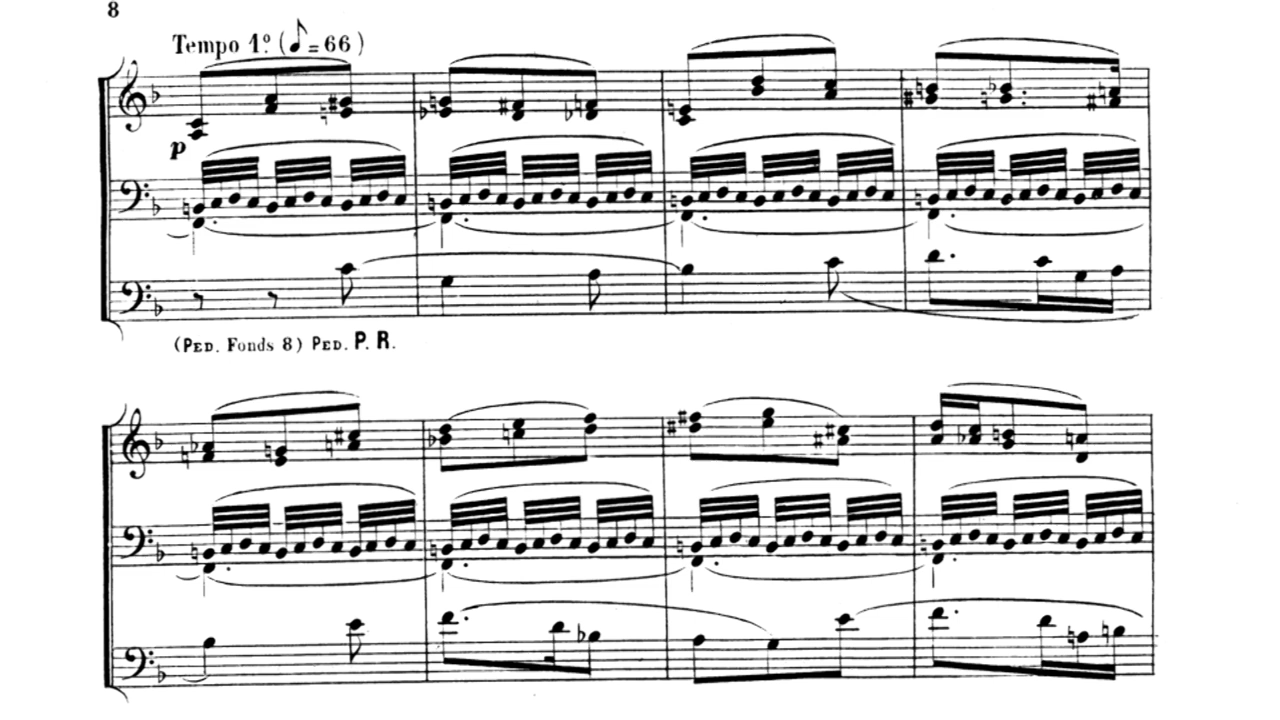 8
Tempo 1º. (♪=66)
p
(PED. Fonds 8) PED. P. R.